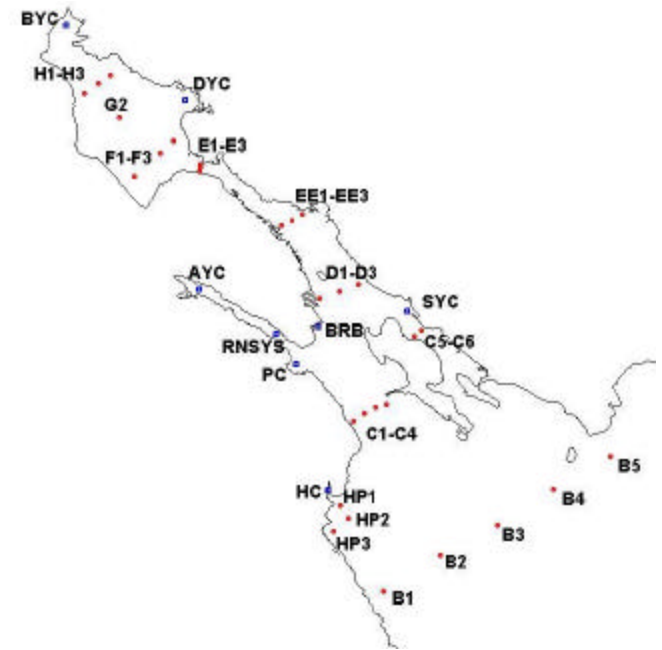 BYC
H1-H3
DYC
G2
E1-E3
F1-F3
EE1-EE3
AYC
D1-D3
SYC
BRB
RNSYS
C5-C6
PC
C1-C4
B5
HC
B4
HP1
HP2
B3
HP3
B2
B1